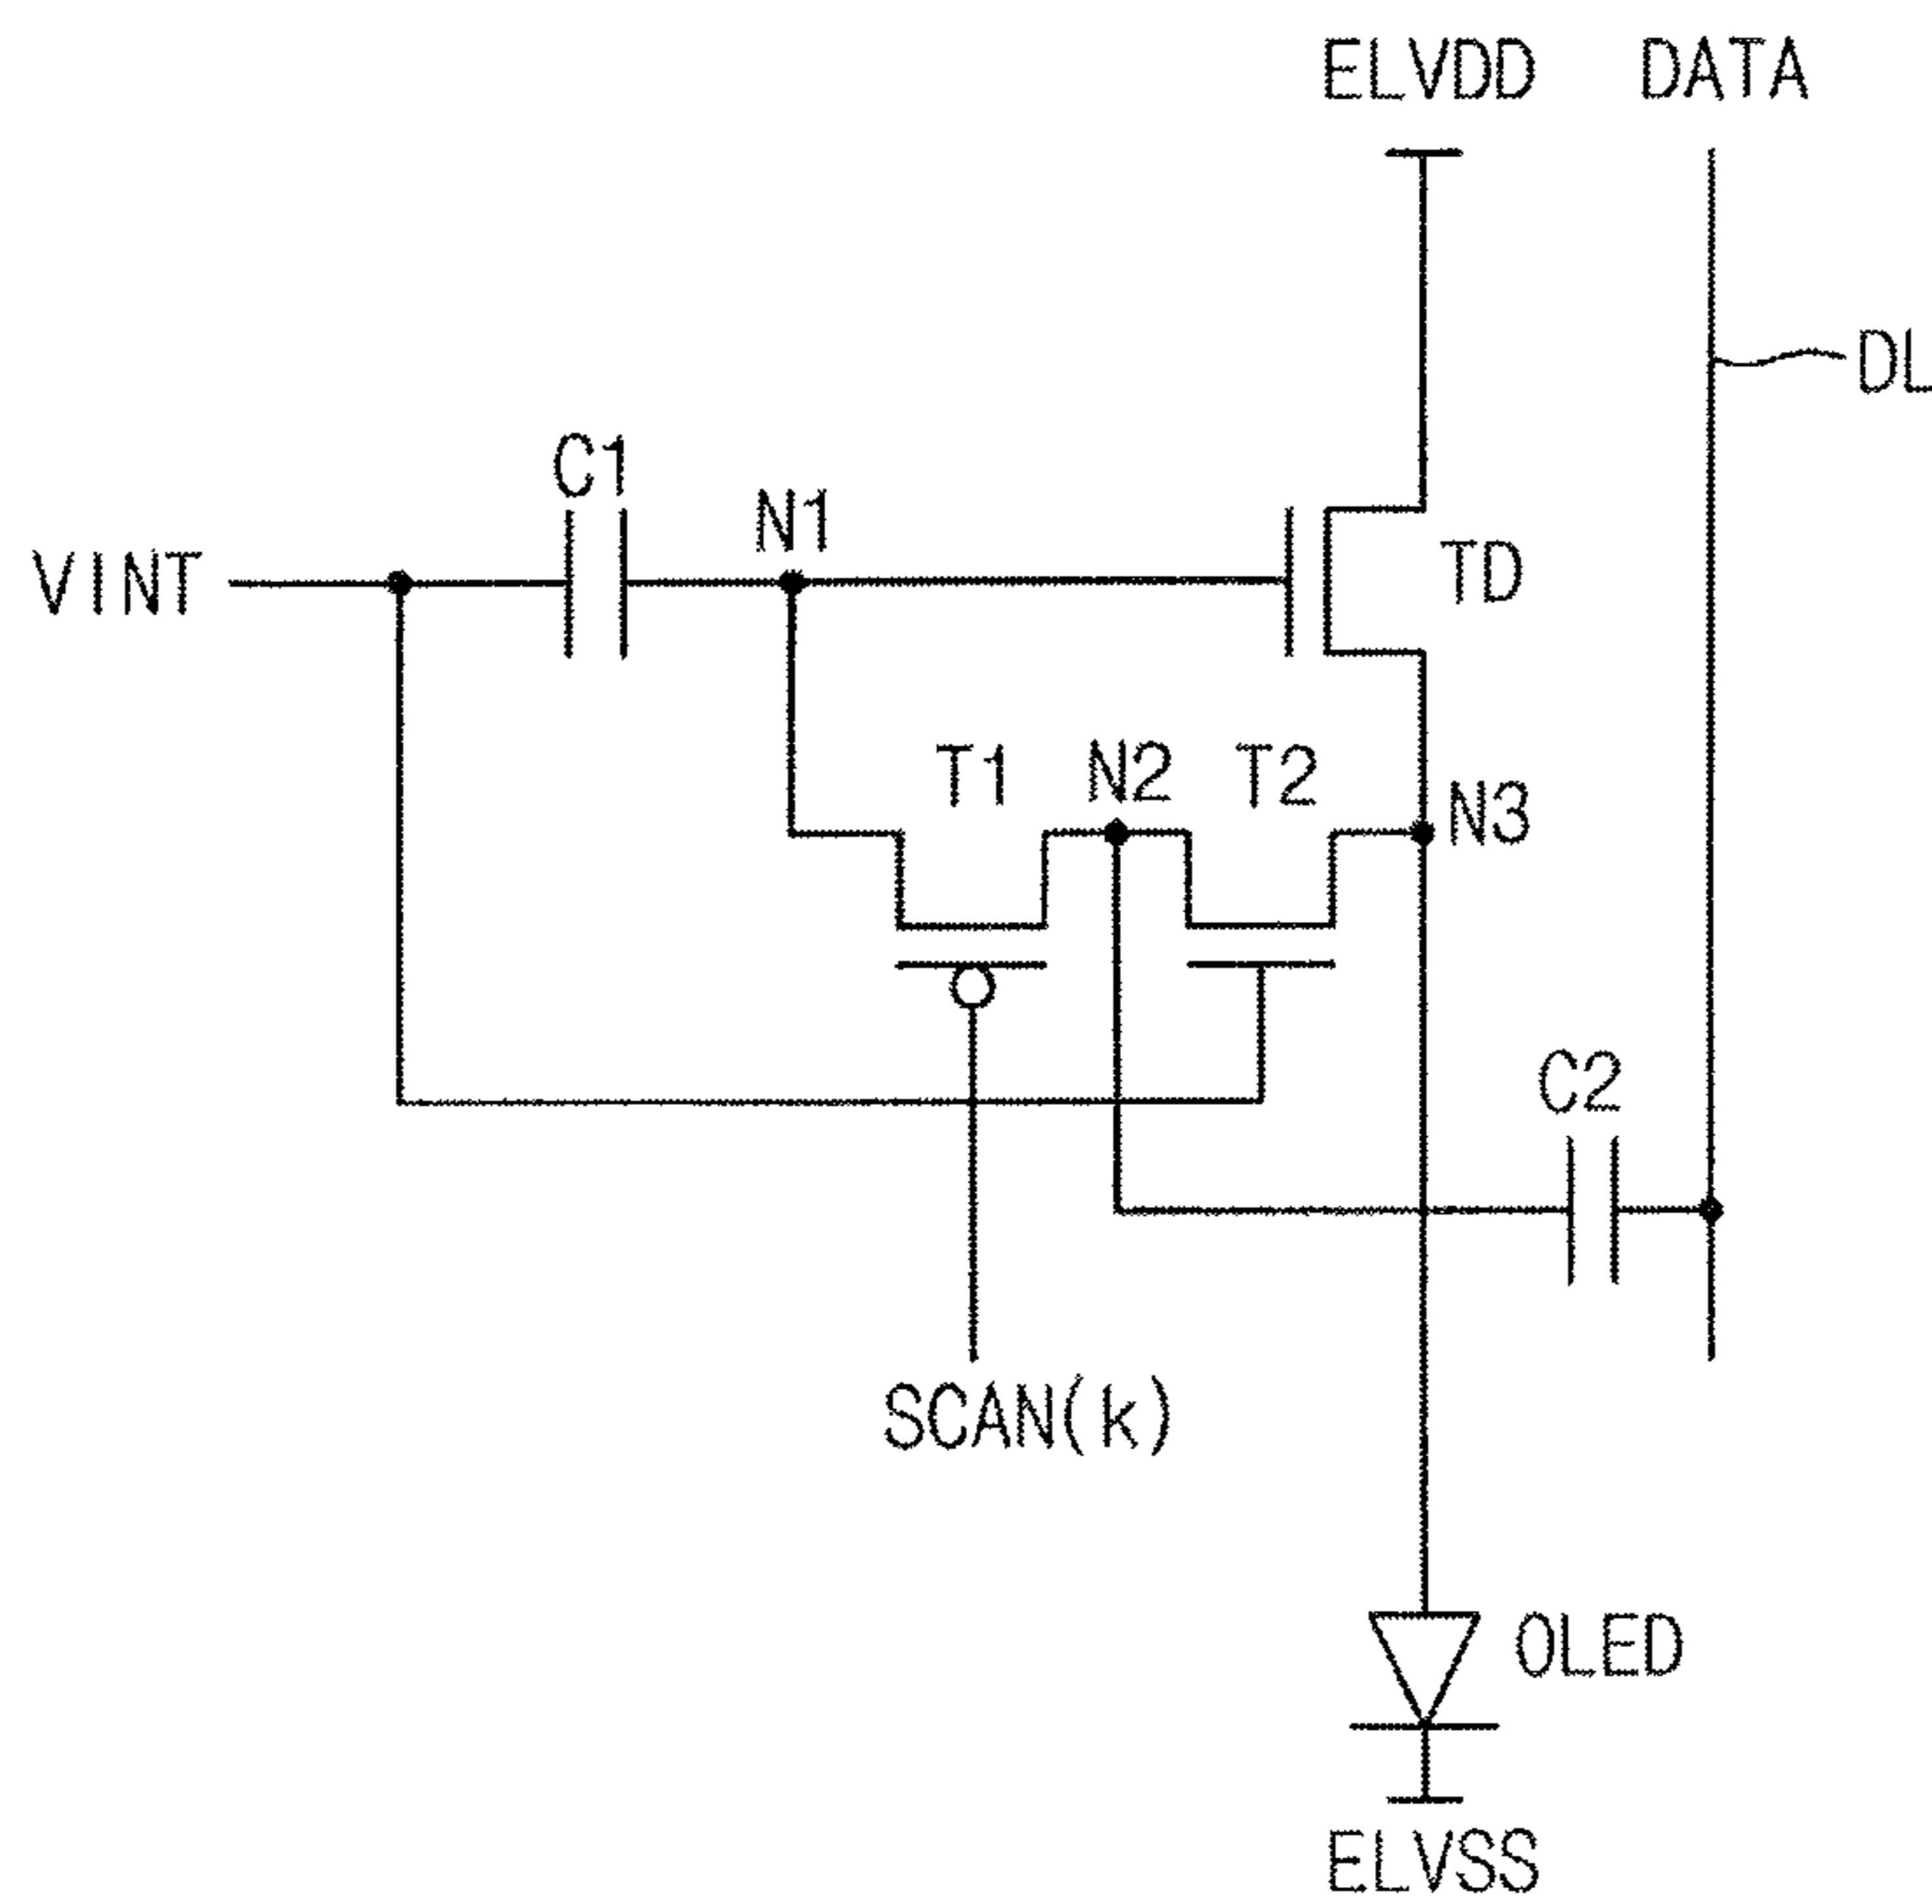 ELVDD DATA
DL
C1
N1
VINT
TD
T1 N2 T2
N3
C2
SCAN(k)
OLED
ELVSS